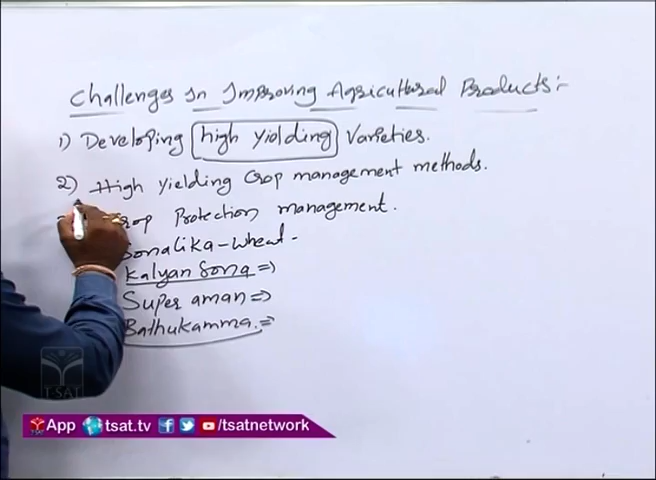 Challenges In Improving Agricultural Products:-
1) Developing high yielding Varieties.
2) High yielding Crop management methods.
Crop Protection management.
Sonalika-wheat-
Kalyan Sona=>
Super aman=>
Bathukamma.=>
T-SAT
App tsat.tv /tsatnetwork